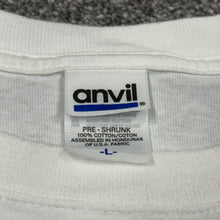 anvil®
PRE - SHRUNK
100% COTTON/COTON
ASSEMBLED IN HONDURAS
OF U.S.A. FABRIC
-L-